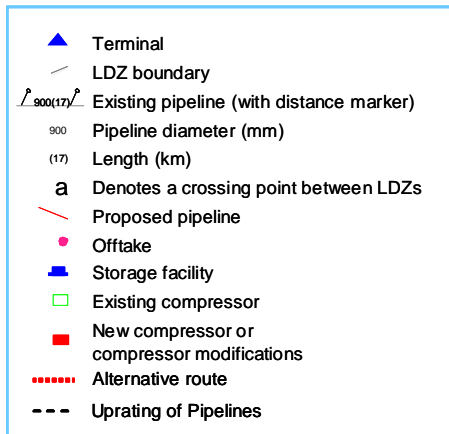 Terminal
LDZ boundary
900(17) Existing pipeline (with distance marker)
900 Pipeline diameter (mm)
(17) Length (km)
a Denotes a crossing point between LDZs
Proposed pipeline
Offtake
Storage facility
Existing compressor
New compressor or
compressor modifications
Alternative route
Uprating of Pipelines